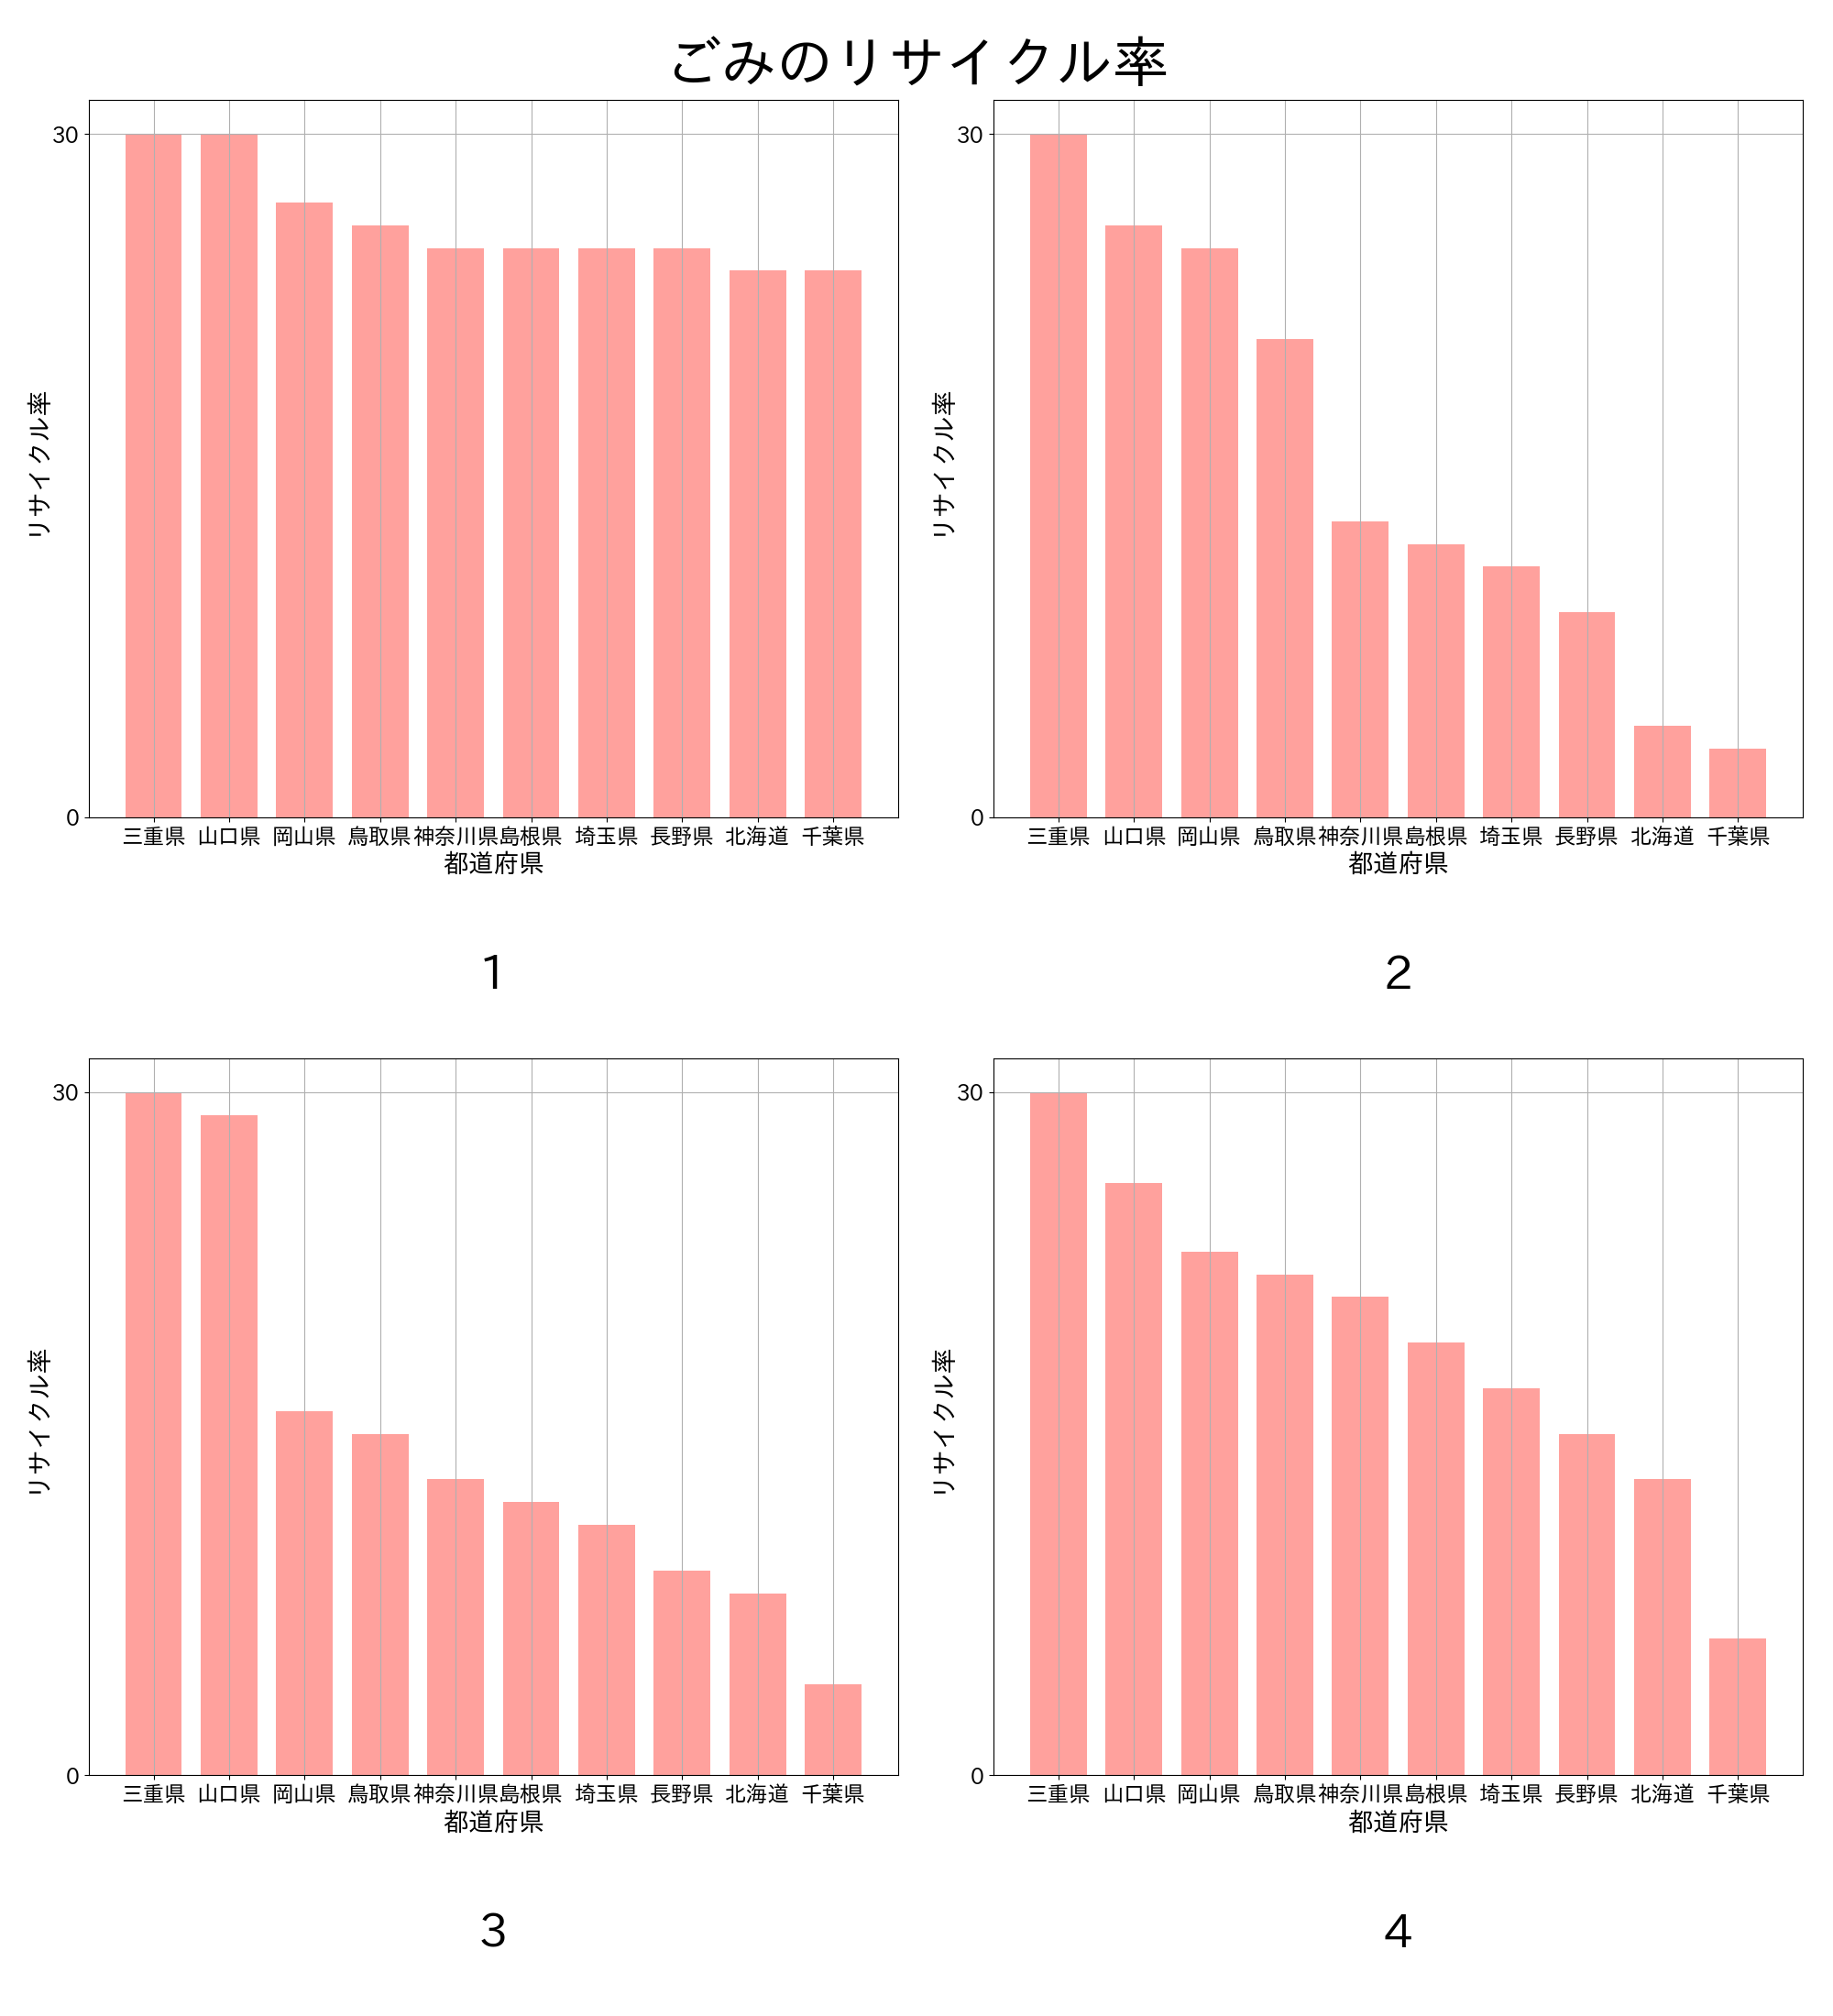 ごみのリサイクル率
30
0
リサイクル率
三重県 山口県 岡山県 鳥取県 神奈川県 島根県 埼玉県 長野県 北海道 千葉県
都道府県
1
30
0
リサイクル率
三重県 山口県 岡山県 鳥取県 神奈川県 島根県 埼玉県 長野県 北海道 千葉県
都道府県
2
30
0
リサイクル率
三重県 山口県 岡山県 鳥取県 神奈川県 島根県 埼玉県 長野県 北海道 千葉県
都道府県
3
30
0
リサイクル率
三重県 山口県 岡山県 鳥取県 神奈川県 島根県 埼玉県 長野県 北海道 千葉県
都道府県
4